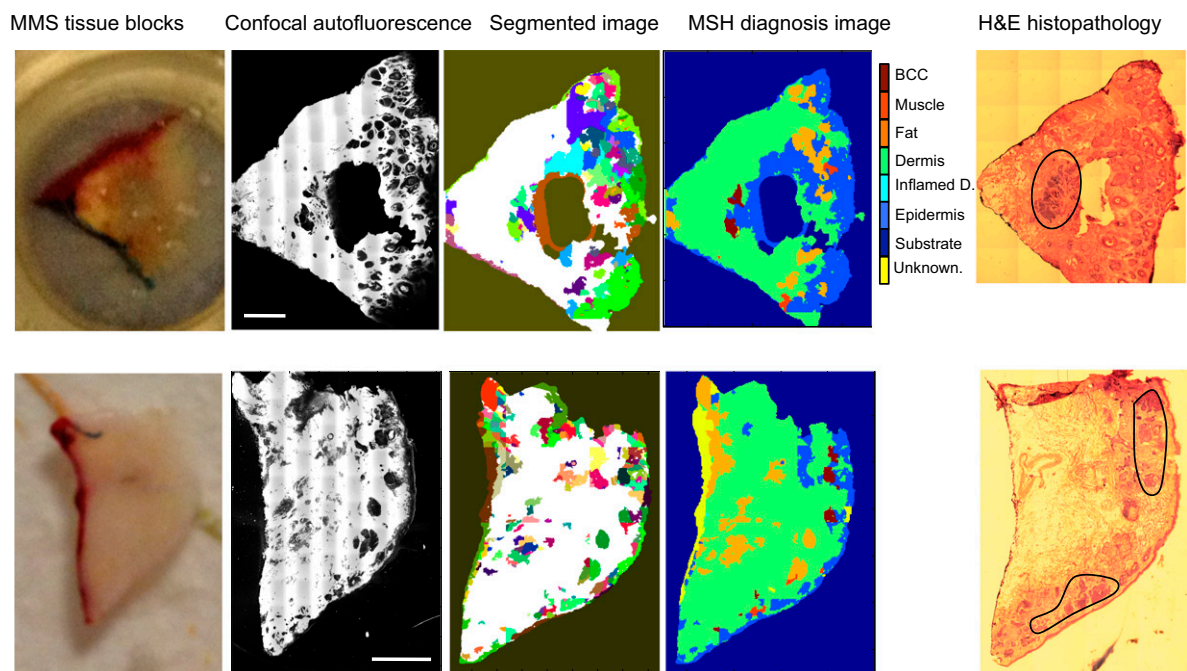 MMS tissue blocks
Confocal autofluorescence
Segmented image
MSH diagnosis image
H&E histopathology
BCC
Muscle
Fat
Dermis
Inflamed D.
Epidermis
Substrate
Unknown.